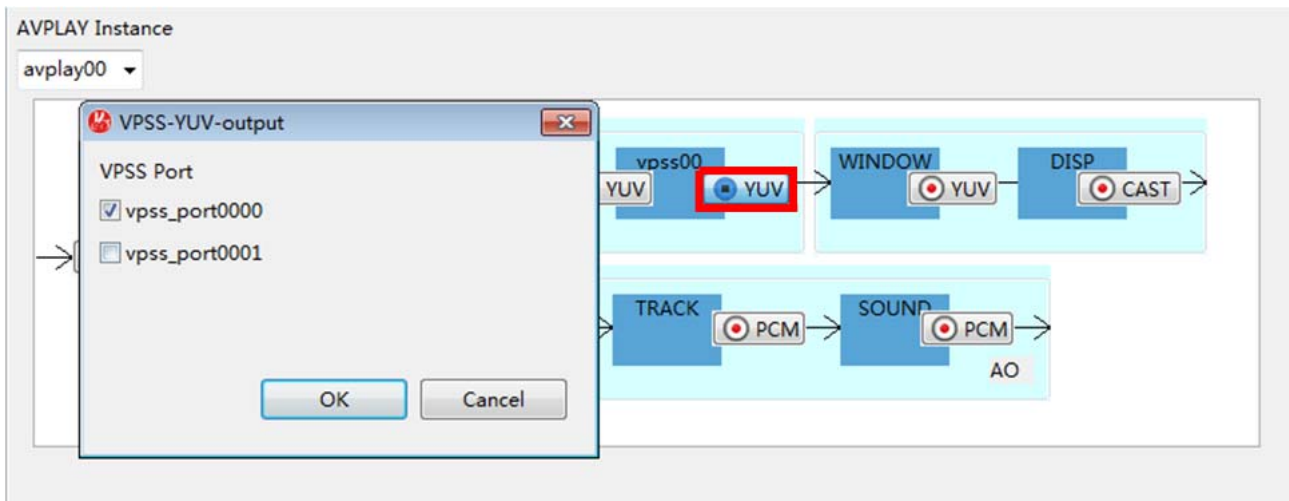 AVPLAY Instance
avplay00
VPSS-YUV-output
VPSS Port
vpss_port0000
vpss_port0001
OK
Cancel
YUV
vpss00
YUV
WINDOW
YUV
DISP
CAST
TRACK
PCM
SOUND
PCM
AO